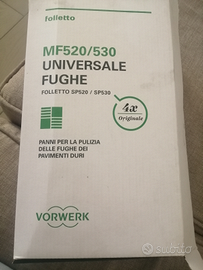 folletto
MF520/530
UNIVERSALE
FUGHE
FOLLETTO SP520 / SP530
4x
Originale
PANNI PER LA PULIZIA
DELLE FUGHE DEI
PAVIMENTI DURI
VORWERK
subito